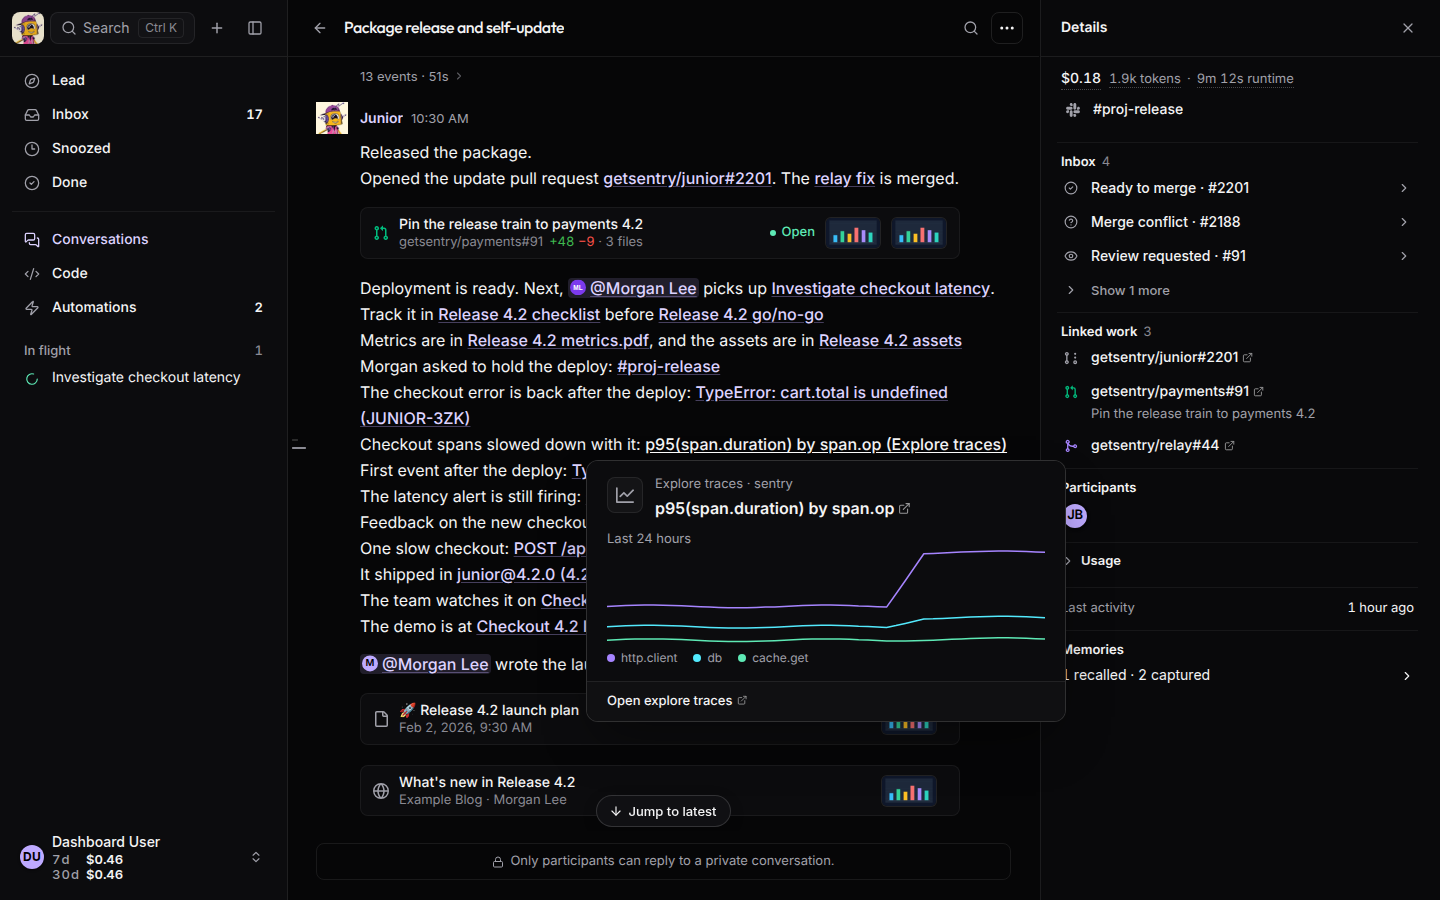 Search Ctrl K
Lead
Inbox 17
Snoozed
Done
Conversations
Code
Automations 2
In flight 1
Investigate checkout latency
DU
Dashboard User
7d $0.46
30d $0.46
Package release and self-update
13 events · 51s
Junior 10:30 AM
Released the package.
Opened the update pull request getsentry/junior#2201. The relay fix is merged.
Pin the release train to payments 4.2
getsentry/payments#91 +48 −9 · 3 files
Open
Deployment is ready. Next, ML @Morgan Lee picks up Investigate checkout latency.
Track it in Release 4.2 checklist before Release 4.2 go/no-go
Metrics are in Release 4.2 metrics.pdf, and the assets are in Release 4.2 assets
Morgan asked to hold the deploy: #proj-release
The checkout error is back after the deploy: TypeError: cart.total is undefined
(JUNIOR-3ZK)
Checkout spans slowed down with it: p95(span.duration) by span.op (Explore traces)
First event after the deploy: Ty
The latency alert is still firing:
Feedback on the new checkou
One slow checkout: POST /ap
It shipped in junior@4.2.0 (4.2
The team watches it on Check
The demo is at Checkout 4.2
M @Morgan Lee wrote the lau
🚀 Release 4.2 launch plan
Feb 2, 2026, 9:30 AM
What's new in Release 4.2
Example Blog · Morgan Lee
Jump to latest
Only participants can reply to a private conversation.
Explore traces · sentry
p95(span.duration) by span.op
Last 24 hours
http.client db cache.get
Open explore traces
Details
$0.18 1.9k tokens · 9m 12s runtime
#proj-release
Inbox 4
Ready to merge · #2201
Merge conflict · #2188
Review requested · #91
Show 1 more
Linked work 3
getsentry/junior#2201
getsentry/payments#91
Pin the release train to payments 4.2
getsentry/relay#44
Participants
JB
Usage
Last activity 1 hour ago
Memories
1 recalled · 2 captured